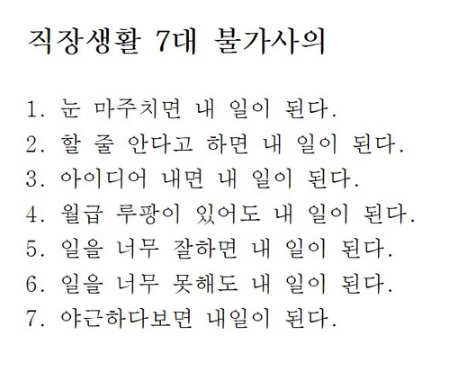 직장생활 7대 불가사의
1. 눈 마주치면 내 일이 된다.
2. 할 줄 안다고 하면 내 일이 된다.
3. 아이디어 내면 내 일이 된다.
4. 월급 루팡이 있어도 내 일이 된다.
5. 일을 너무 잘하면 내 일이 된다.
6. 일을 너무 못해도 내 일이 된다.
7. 야근하다보면 내일이 된다.